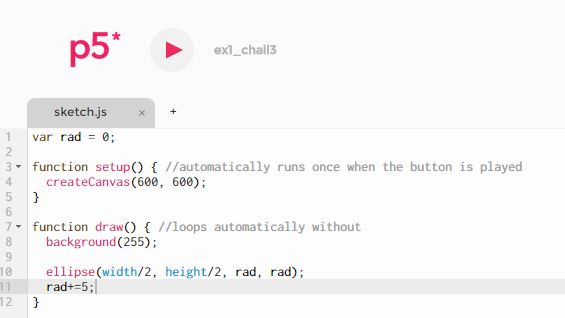 p5*
ex1_chall3
sketch.js × +
1 var rad = 0;
2
3 function setup() { //automatically runs once when the button is played
4   createCanvas(600, 600);
5 }
6
7 function draw() { //loops automatically without
8   background(255);
9
10   ellipse(width/2, height/2, rad, rad);
11   rad+=5;
12 }